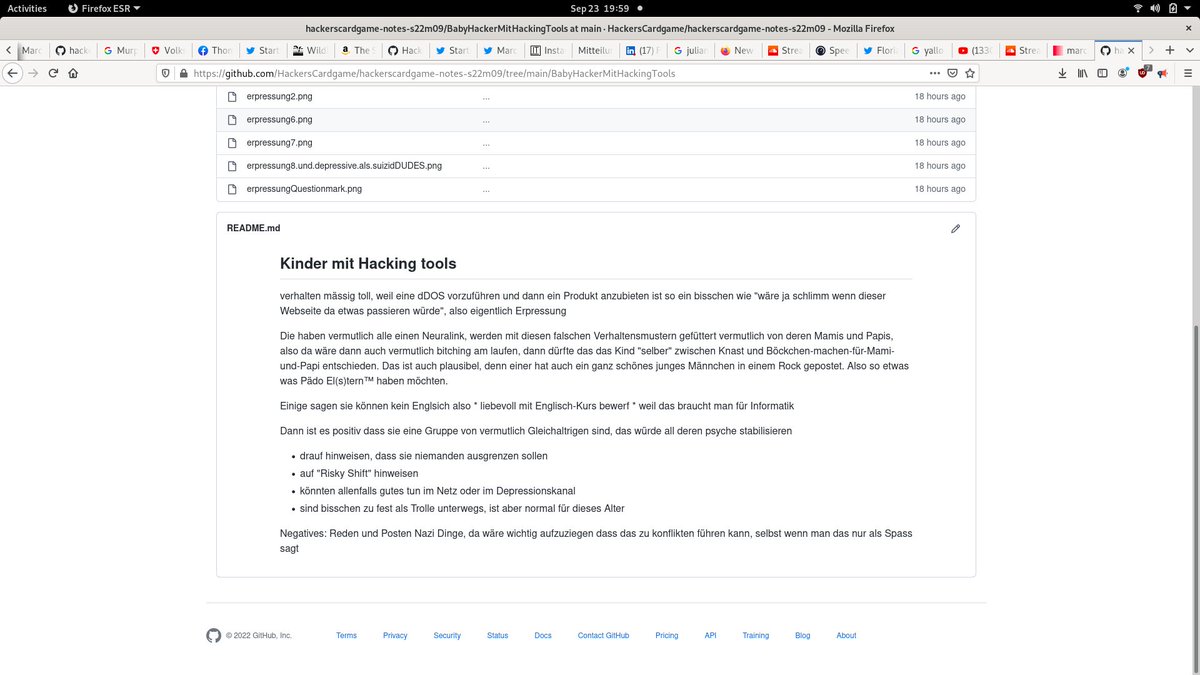 Activities Firefox ESR Sep 23 19:59
hackerscardgame-notes-s22m09/BabyHackerMitHackingTools at main · HackersCardgame/hackerscardgame-notes-s22m09 - Mozilla Firefox
Marc hacke Murp Volk Thon Start Wild The S Hack Start Marc Insta Mitteilu (17) F julian New Strea Spee Floria yallo (133 Strea marc ha
https://github.com/HackersCardgame/hackerscardgame-notes-s22m09/tree/main/BabyHackerMitHackingTools
erpressung2.png ... 18 hours ago
erpressung6.png ... 18 hours ago
erpressung7.png ... 18 hours ago
erpressung8.und.depressive.als.suizidDUDES.png ... 18 hours ago
erpressungQuestionmark.png ... 18 hours ago
README.md
Kinder mit Hacking tools
verhalten mässig toll, weil eine dDOS vorzuführen und dann ein Produkt anzubieten ist so ein bisschen wie "wäre ja schlimm wenn dieser
Webseite da etwas passieren würde", also eigentlich Erpressung
Die haben vermutlich alle einen Neuralink, werden mit diesen falschen Verhaltensmustern gefüttert vermutlich von deren Mamis und Papis,
also da wäre dann auch vermutlich bitching am laufen, dann dürfte das das Kind "selber" zwischen Knast und Böckchen-machen-für-Mami-
und-Papi entschieden. Das ist auch plausibel, denn einer hat auch ein ganz schönes junges Männchen in einem Rock gepostet. Also so etwas
was Pädo El(s)tern™ haben möchten.
Einige sagen sie können kein Englsich also * liebevoll mit Englisch-Kurs bewerf * weil das braucht man für Informatik
Dann ist es positiv dass sie eine Gruppe von vermutlich Gleichaltrigen sind, das würde all deren psyche stabilisieren
• drauf hinweisen, dass sie niemanden ausgrenzen sollen
• auf "Risky Shift" hinweisen
• könnten allenfalls gutes tun im Netz oder im Depressionskanal
• sind bisschen zu fest als Trolle unterwegs, ist aber normal für dieses Alter
Negatives: Reden und Posten Nazi Dinge, da wäre wichtig aufzuziegen dass das zu konflikten führen kann, selbst wenn man das nur als Spass
sagt
© 2022 GitHub, Inc. Terms Privacy Security Status Docs Contact GitHub Pricing API Training Blog About